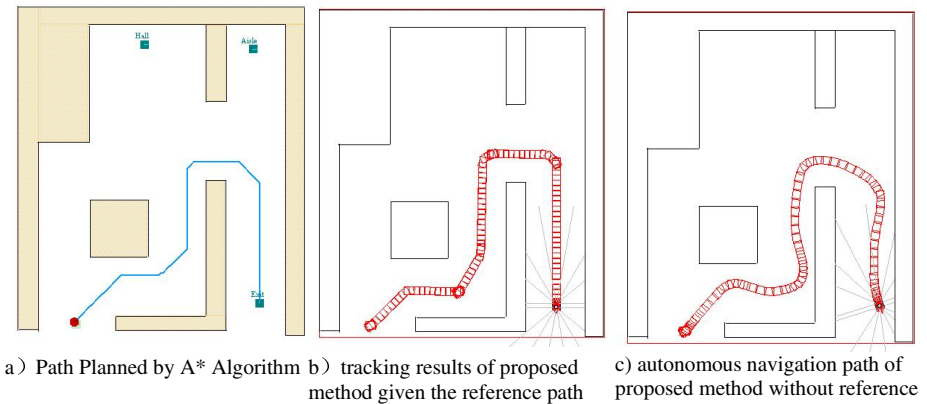 Hall
Aisle
Exit
a）Path Planned by A* Algorithm
b）tracking results of proposed
method given the reference path
c) autonomous navigation path of
proposed method without reference